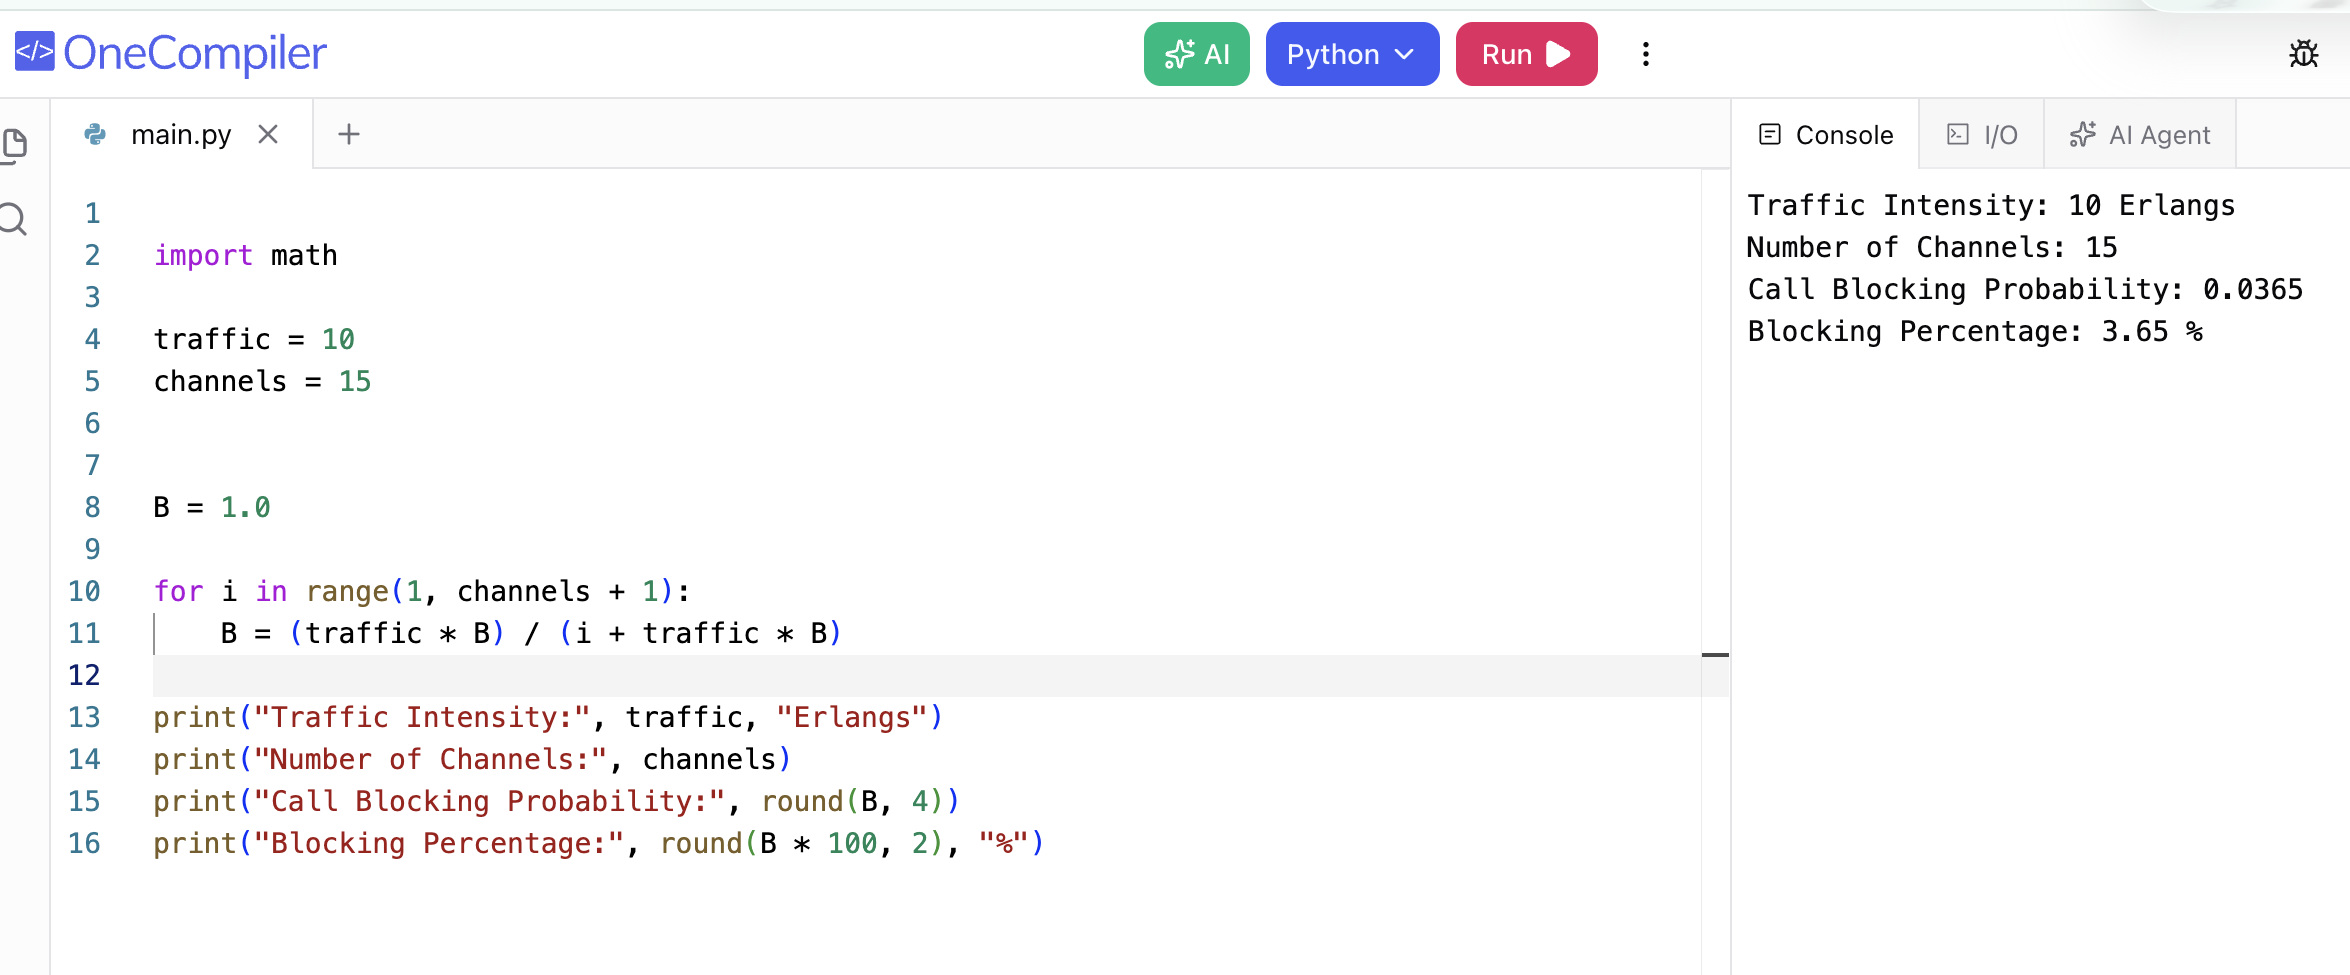 </> OneCompiler
AI
Python
Run
main.py
Console
I/O
AI Agent
1
2 import math
3
4 traffic = 10
5 channels = 15
6
7
8 B = 1.0
9
10 for i in range(1, channels + 1):
11     B = (traffic * B) / (i + traffic * B)
12
13 print("Traffic Intensity:", traffic, "Erlangs")
14 print("Number of Channels:", channels)
15 print("Call Blocking Probability:", round(B, 4))
16 print("Blocking Percentage:", round(B * 100, 2), "%")
Traffic Intensity: 10 Erlangs
Number of Channels: 15
Call Blocking Probability: 0.0365
Blocking Percentage: 3.65 %